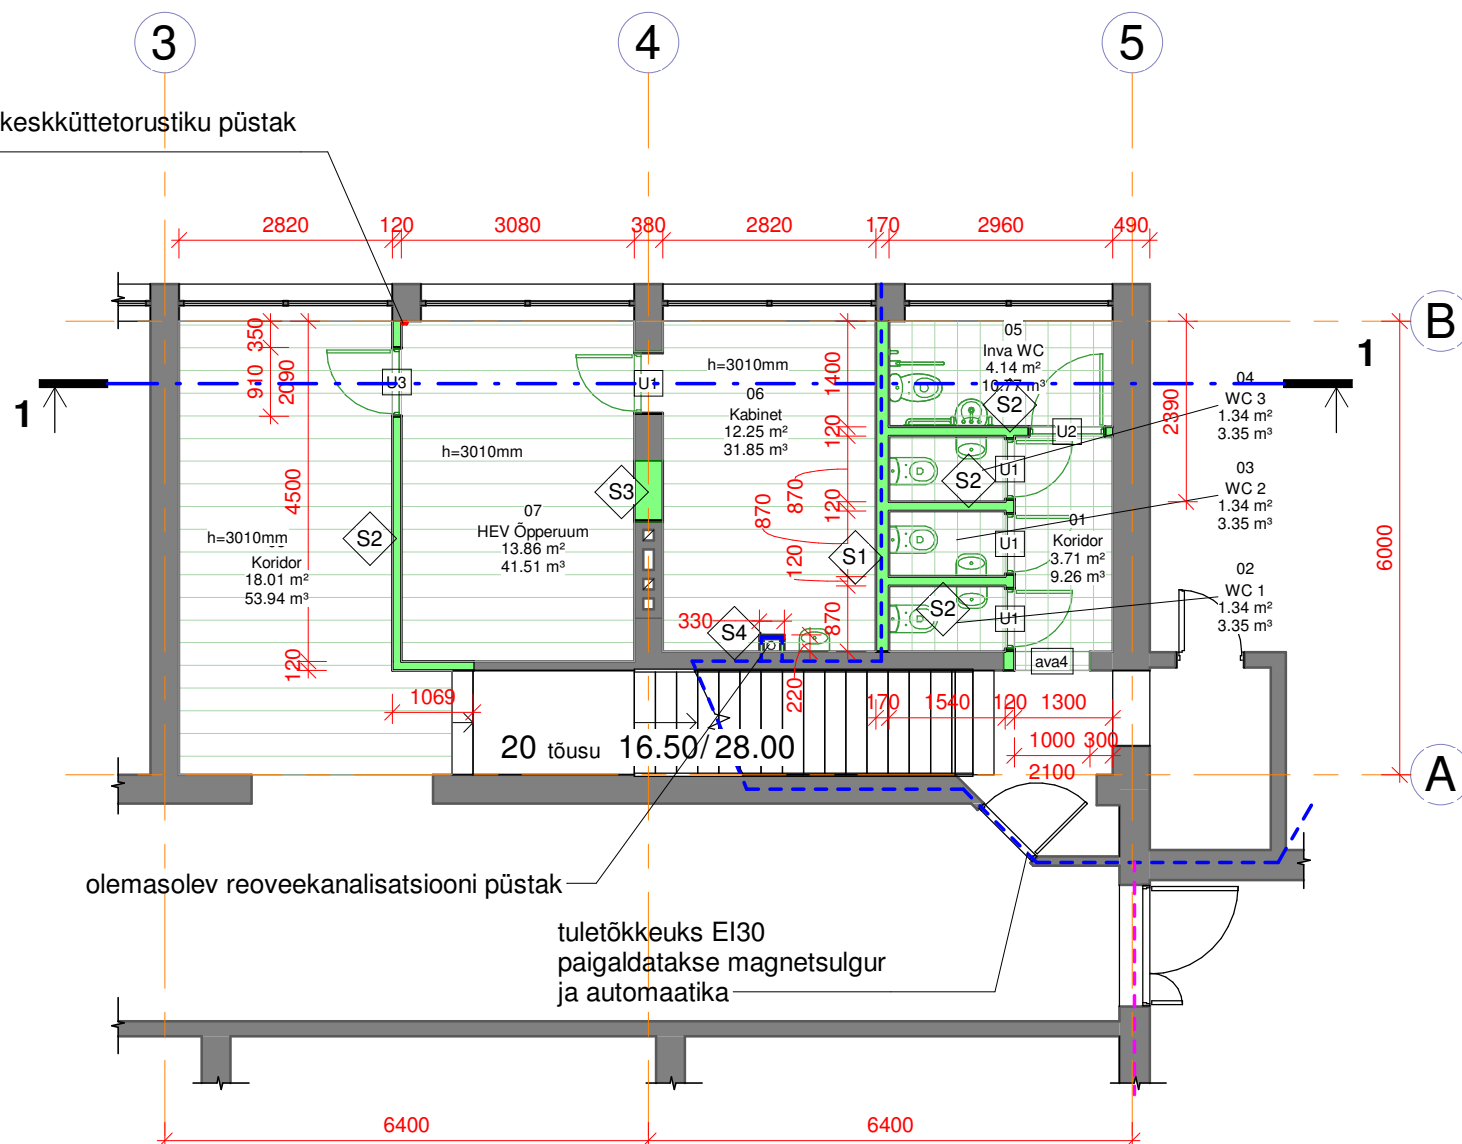 3
4
5
keskküttetorustiku püstak
2820
120
3080
380
2820
170
2960
490
B
1
1
350
910
2090
4500
120
U3
U1
h=3010mm
06
Kabinet
12.25 m²
31.85 m³
1400
120
870
120
870
120
870
05
Inva WC
4.14 m²
10.77 m³
S2
U2
2390
04
WC 3
1.34 m²
3.35 m³
h=3010mm
S3
S2
U1
03
WC 2
1.34 m²
3.35 m³
6000
07
HEV Õpperuum
13.86 m²
41.51 m³
h=3010mm
Koridor
18.01 m²
53.94 m³
S2
S1
U1
01
Koridor
3.71 m²
9.26 m³
02
WC 1
1.34 m²
3.35 m³
S2
U1
330
S4
220
ava4
1069
170
1540
120
1300
1000
300
2100
20 tõusu 16.50/28.00
A
olemasolev reoveekanalisatsiooni püstak
tuletõkkeuks EI30
paigaldatakse magnetsulgur
ja automaatika
6400
6400